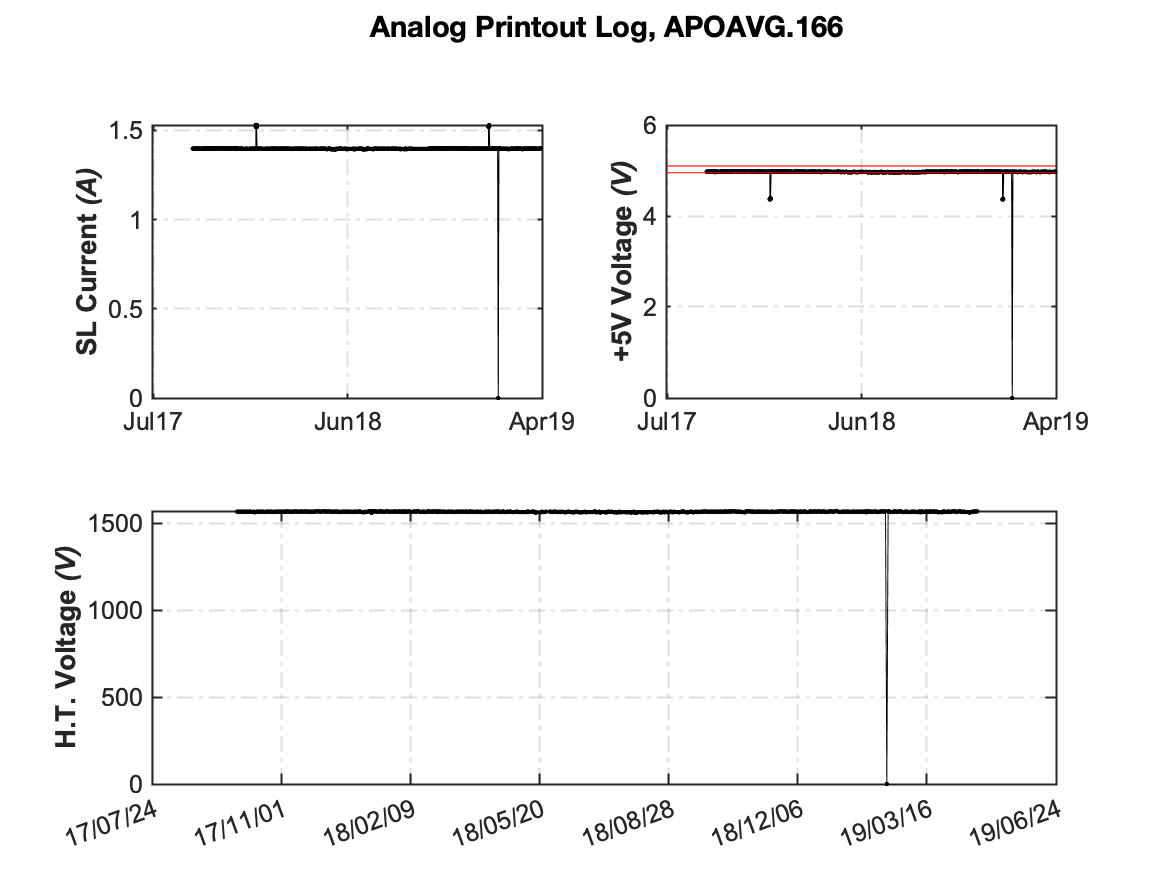 Analog Printout Log, APOAVG.166
SL Current (A)
1.5
1
0.5
0
Jul17 Jun18 Apr19
+5V Voltage (V)
6
4
2
0
Jul17 Jun18 Apr19
H.T. Voltage (V)
1500
1000
500
0
17/07/24 17/11/01 18/02/09 18/05/20 18/08/28 18/12/06 19/03/16 19/06/24